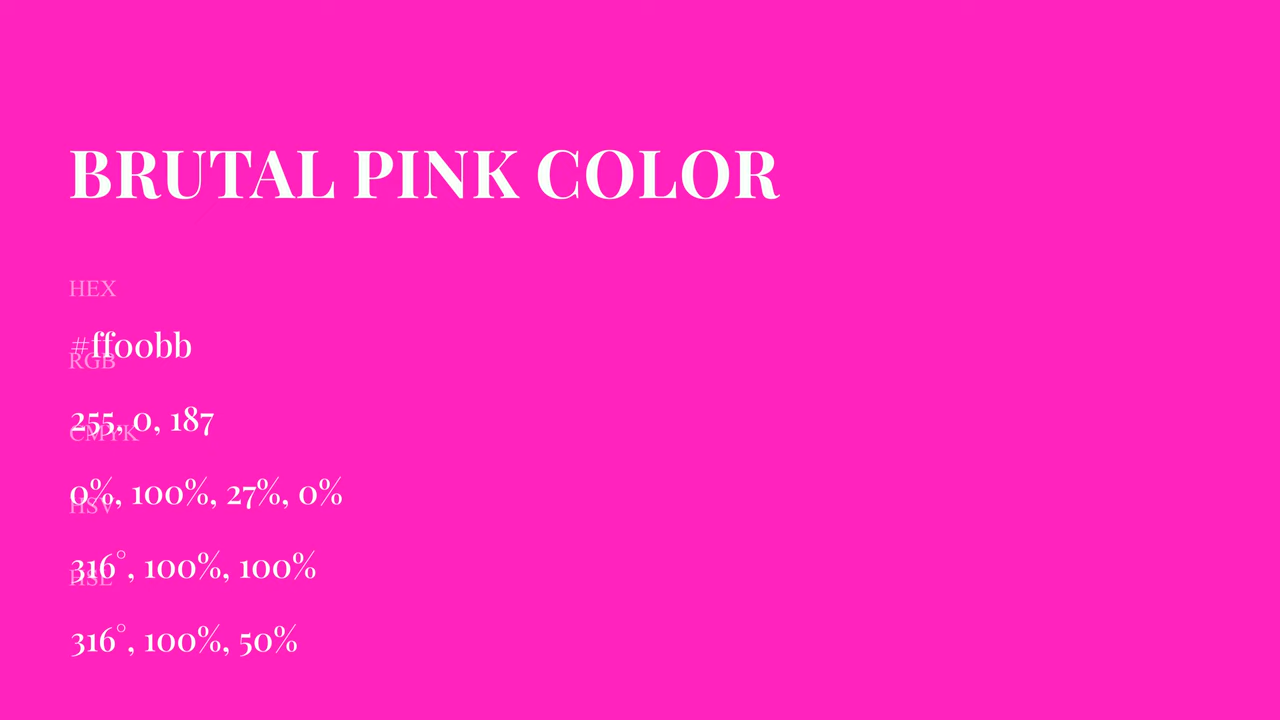 BRUTAL PINK COLOR
HEX
#ff00bb
RGB
255, 0, 187
CMYK
0%, 100%, 27%, 0%
HSV
316°, 100%, 100%
HSL
316°, 100%, 50%